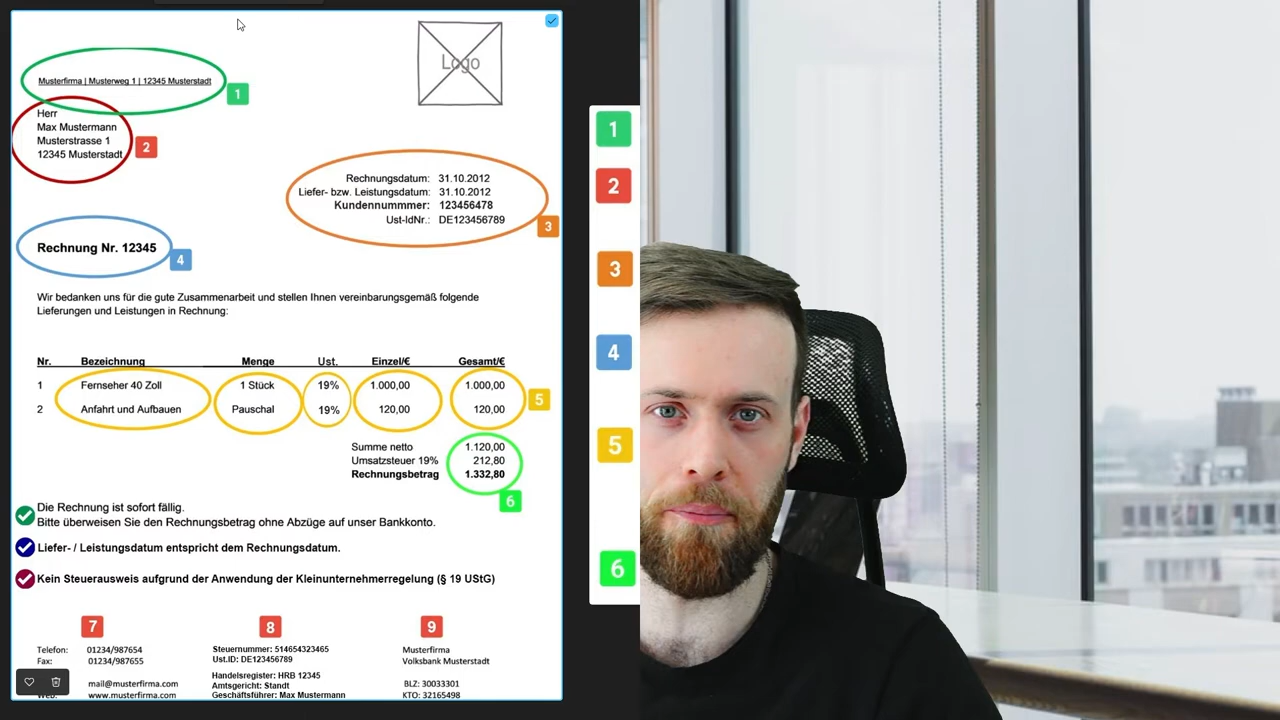 Logo
Musterfirma | Musterweg 1 | 12345 Musterstadt
1
Herr
Max Mustermann
Musterstrasse 1
12345 Musterstadt
2
Rechnungsdatum: 31.10.2012
Liefer- bzw. Leistungsdatum: 31.10.2012
Kundennummmer: 123456478
Ust-IdNr.: DE123456789
3
Rechnung Nr. 12345
4
Wir bedanken uns für die gute Zusammenarbeit und stellen Ihnen vereinbarungsgemäß folgende
Lieferungen und Leistungen in Rechnung:
Nr. Bezeichnung Menge Ust. Einzel/€ Gesamt/€
1 Fernseher 40 Zoll 1 Stück 19% 1.000,00 1.000,00
2 Anfahrt und Aufbauen Pauschal 19% 120,00 120,00
5
Summe netto 1.120,00
Umsatzsteuer 19% 212,80
Rechnungsbetrag 1.332,80
6
Die Rechnung ist sofort fällig.
Bitte überweisen Sie den Rechnungsbetrag ohne Abzüge auf unser Bankkonto.
Liefer- / Leistungsdatum entspricht dem Rechnungsdatum.
Kein Steuerausweis aufgrund der Anwendung der Kleinunternehmerregelung (§ 19 UStG)
7
Telefon: 01234/987654
Fax: 01234/987655
mail@musterfirma.com
Web: www.musterfirma.com
8
Steuernummer: 514654323465
Ust.ID: DE123456789
Handelsregister: HRB 12345
Amtsgericht: Standt
Geschäftsführer: Max Mustermann
9
Musterfirma
Volksbank Musterstadt
BLZ: 30033301
KTO: 32165498
1
2
3
4
5
6